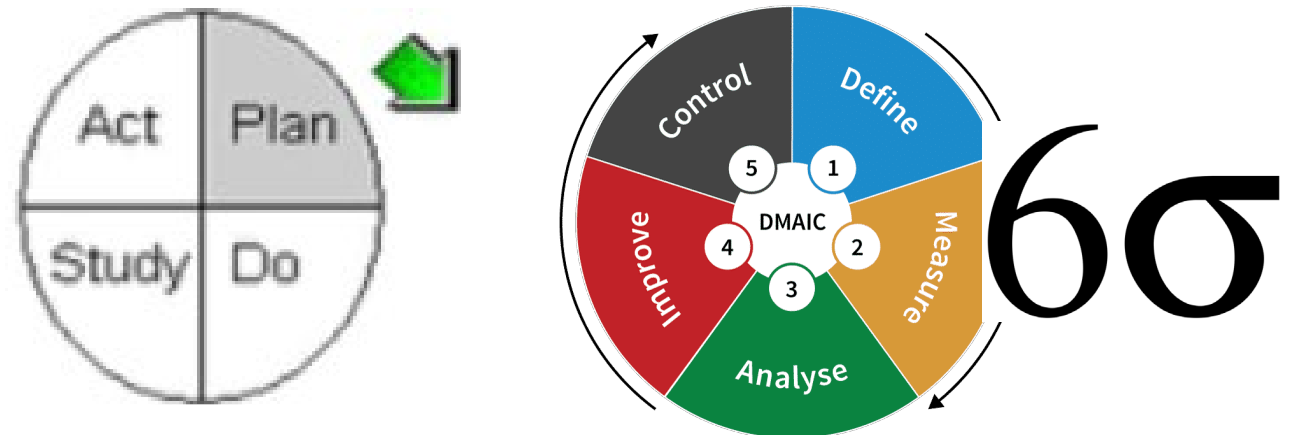 Act
Plan
Study
Do
Control
Define
5
1
DMAIC
Improve
4
2
Measure
3
Analyse
6σ